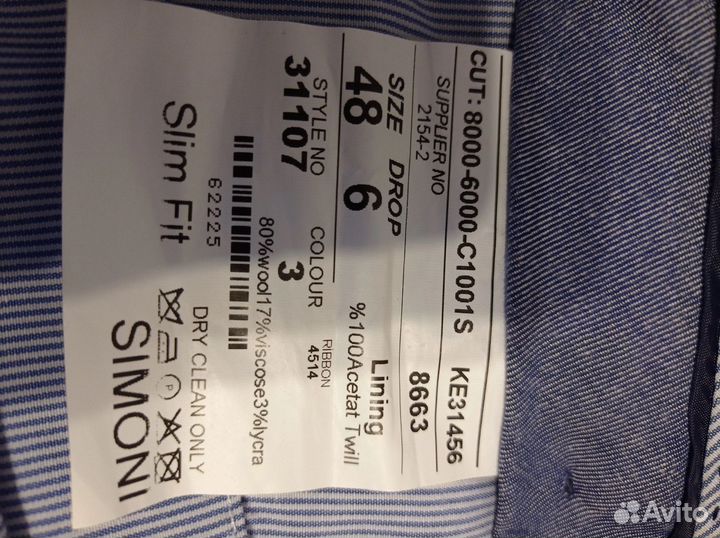 CUT: 8000-6000-C1001S KE31456
SUPPLIER NO
2154-2 8663
SIZE DROP Lining
48 6 %100Acetat Twill
STYLE NO COLOUR RIBBON
31107 3 4514
80%wool17%viscose3%lycra
62225
Slim Fit DRY CLEAN ONLY
P
SIMONI
Avito